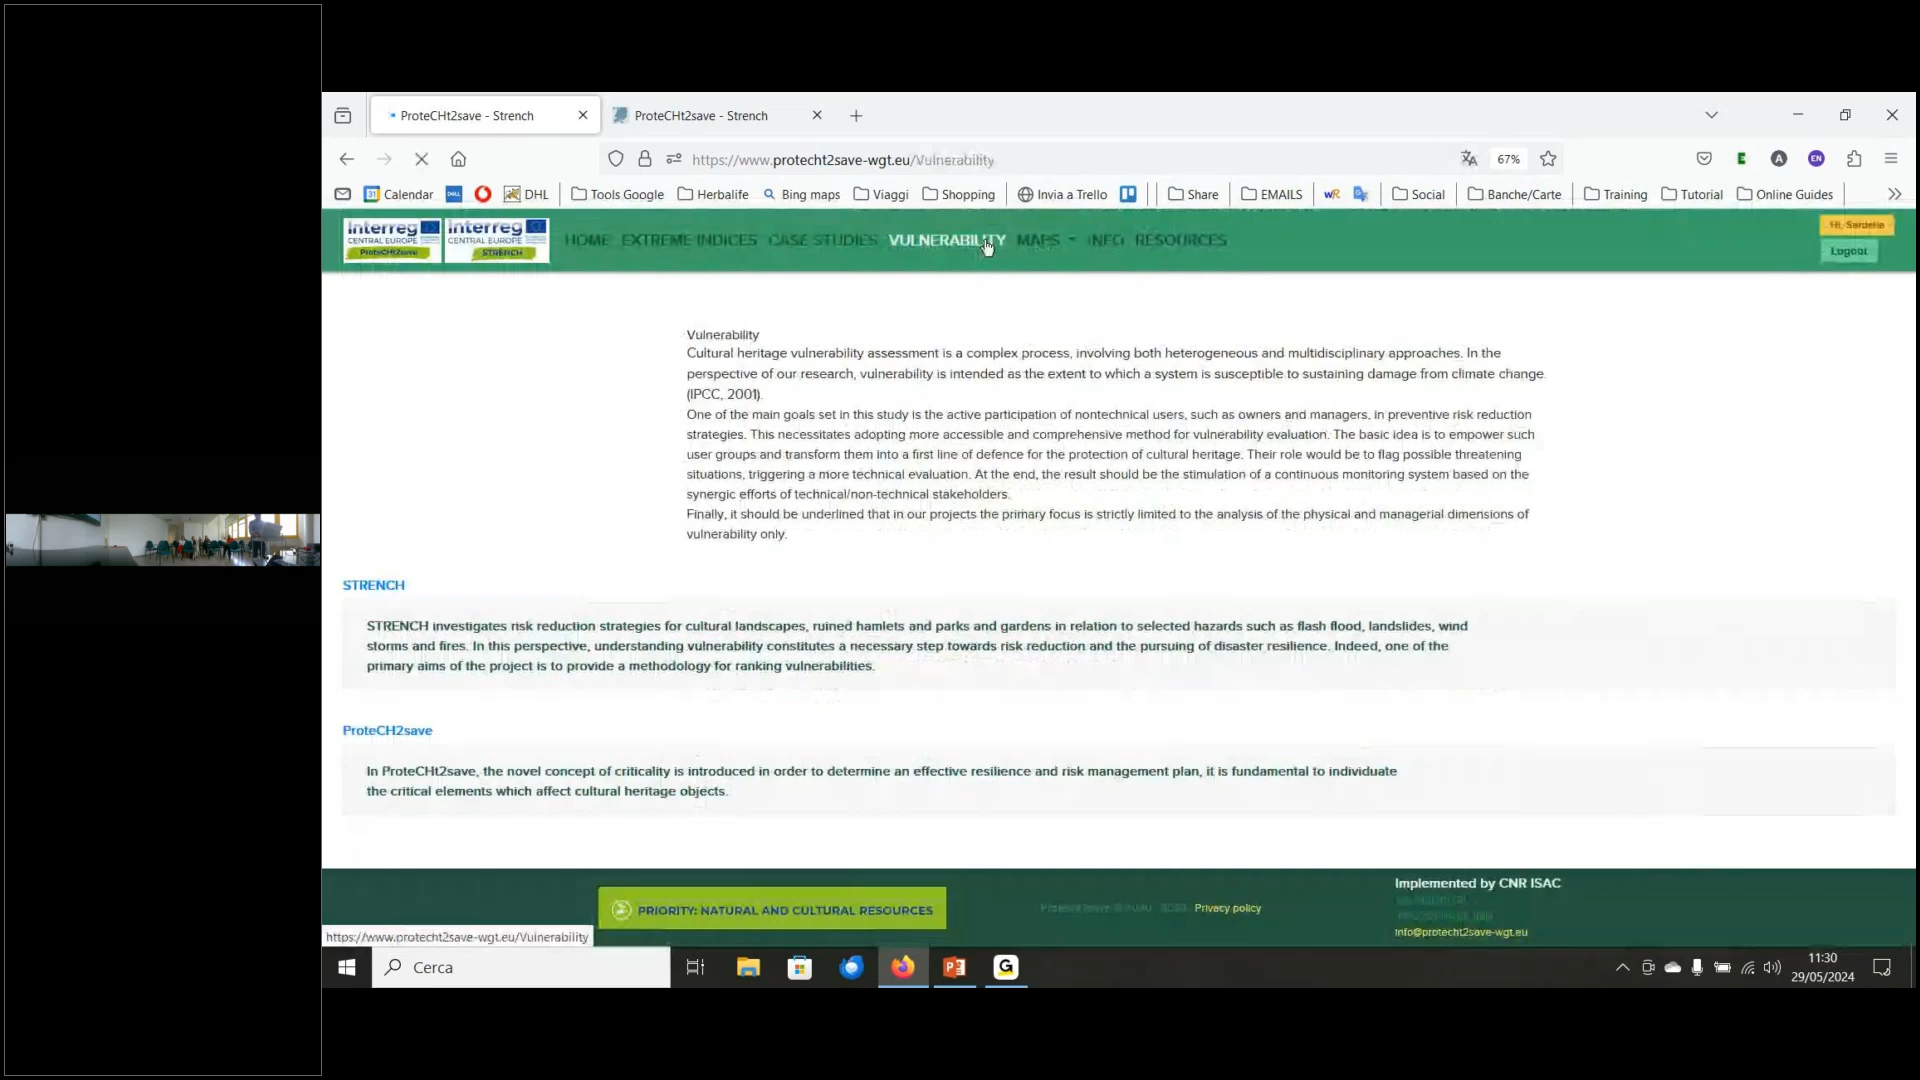 ProteCHt2save - Strench
ProteCHt2save - Strench
https://www.protecht2save-wgt.eu/Vulnerability
67%
Calendar
DHL
Tools Google
Herbalife
Bing maps
Viaggi
Shopping
Invia a Trello
Share
EMAILS
Social
Banche/Carte
Training
Tutorial
Online Guides
Interreg
CENTRAL EUROPE
ProteCHt2save
Interreg
CENTRAL EUROPE
STRENCH
HOME EXTREME INDICES CASE STUDIES VULNERABILITY MAPS INFO RESOURCES
Hi, Sardella
Logout
Vulnerability
Cultural heritage vulnerability assessment is a complex process, involving both heterogeneous and multidisciplinary approaches. In the
perspective of our research, vulnerability is intended as the extent to which a system is susceptible to sustaining damage from climate change
(IPCC, 2001).
One of the main goals set in this study is the active participation of nontechnical users, such as owners and managers, in preventive risk reduction
strategies. This necessitates adopting more accessible and comprehensive method for vulnerability evaluation. The basic idea is to empower such
user groups and transform them into a first line of defence for the protection of cultural heritage. Their role would be to flag possible threatening
situations, triggering a more technical evaluation. At the end, the result should be the stimulation of a continuous monitoring system based on the
synergic efforts of technical/non-technical stakeholders.
Finally, it should be underlined that in our projects the primary focus is strictly limited to the analysis of the physical and managerial dimensions of
vulnerability only.
STRENCH
STRENCH investigates risk reduction strategies for cultural landscapes, ruined hamlets and parks and gardens in relation to selected hazards such as flash flood, landslides, wind
storms and fires. In this perspective, understanding vulnerability constitutes a necessary step towards risk reduction and the pursuing of disaster resilience. Indeed, one of the
primary aims of the project is to provide a methodology for ranking vulnerabilities.
ProteCH2save
In ProteCHt2save, the novel concept of criticality is introduced in order to determine an effective resilience and risk management plan, it is fundamental to individuate
the critical elements which affect cultural heritage objects.
PRIORITY: NATURAL AND CULTURAL RESOURCES
Privacy policy
Implemented by CNR ISAC
info@protecht2save-wgt.eu
https://www.protecht2save-wgt.eu/Vulnerability
Cerca
11:30
29/05/2024